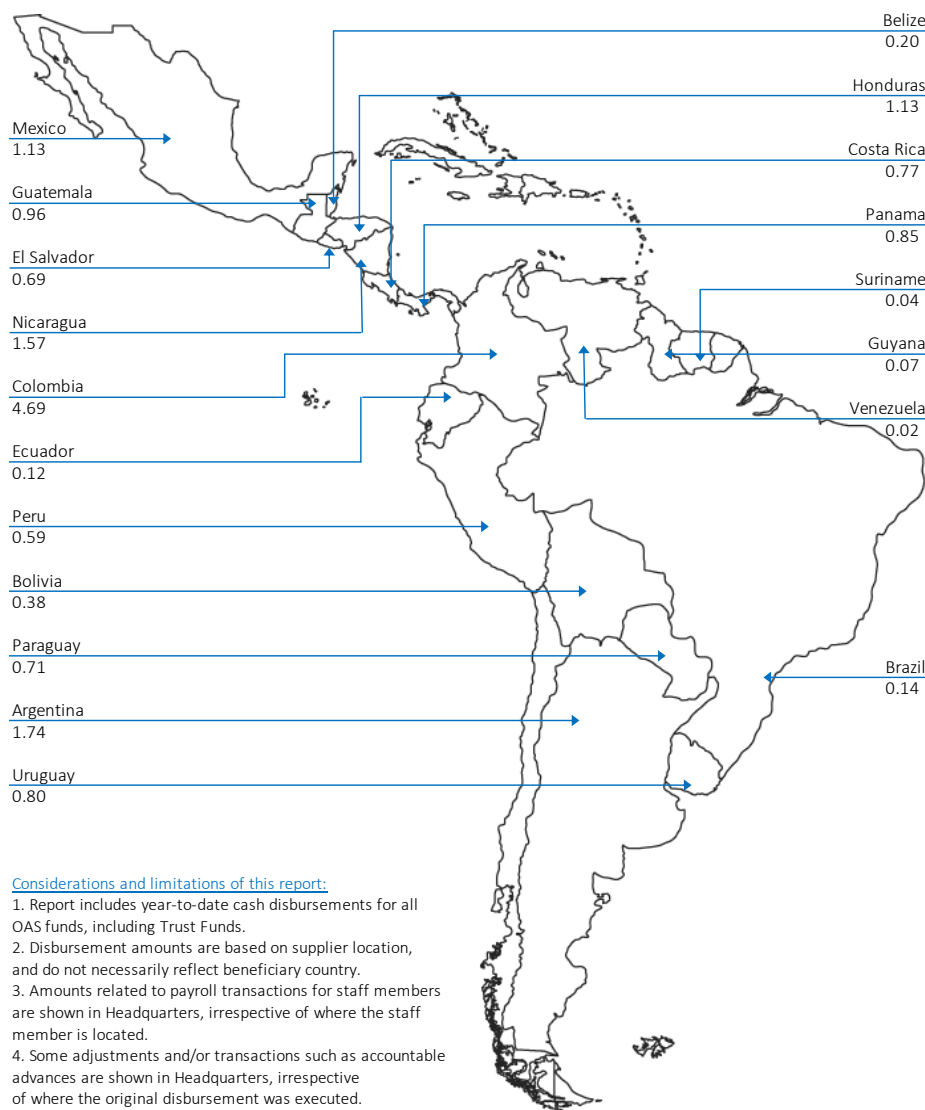 Belize
0.20
Honduras
1.13
Mexico
1.13
Costa Rica
0.77
Guatemala
0.96
Panama
0.85
El Salvador
0.69
Suriname
0.04
Nicaragua
1.57
Guyana
0.07
Colombia
4.69
Venezuela
0.02
Ecuador
0.12
Peru
0.59
Bolivia
0.38
Paraguay
0.71
Brazil
0.14
Argentina
1.74
Uruguay
0.80
Considerations and limitations of this report:
1. Report includes year-to-date cash disbursements for all
OAS funds, including Trust Funds.
2. Disbursement amounts are based on supplier location,
and do not necessarily reflect beneficiary country.
3. Amounts related to payroll transactions for staff members
are shown in Headquarters, irrespective of where the staff
member is located.
4. Some adjustments and/or transactions such as accountable
advances are shown in Headquarters, irrespective
of where the original disbursement was executed.